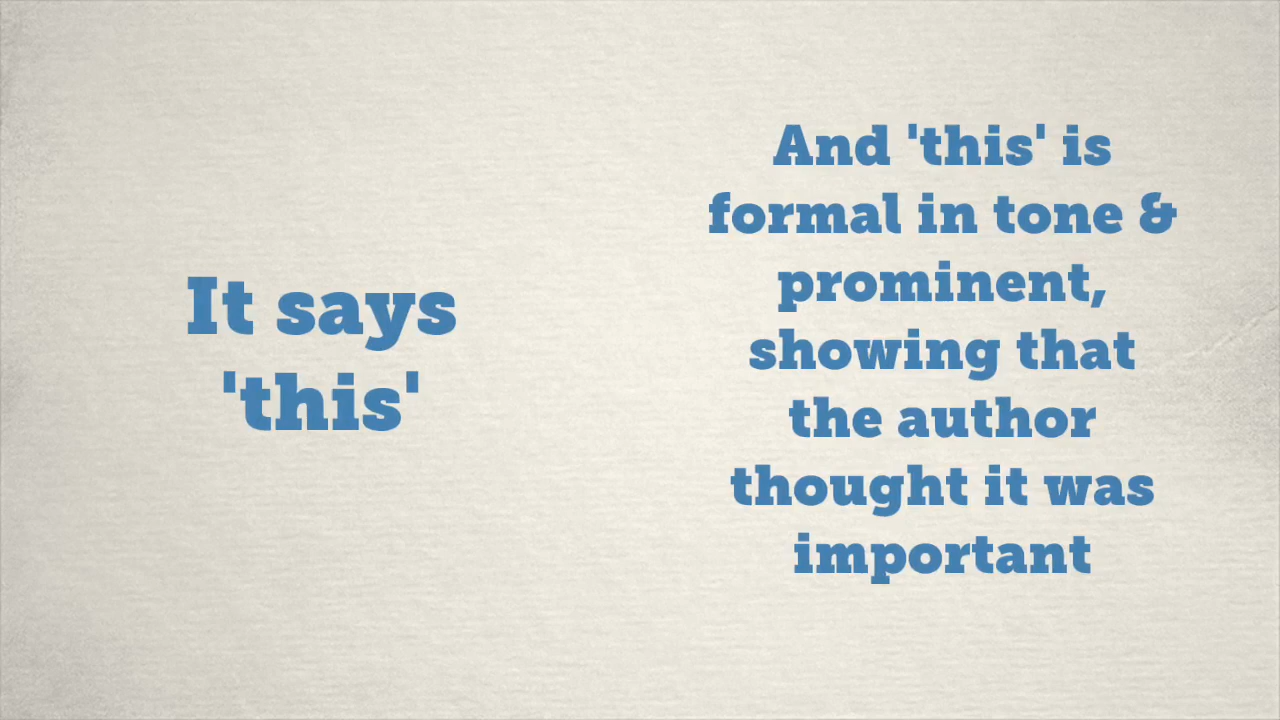 It says
'this'
And 'this' is
formal in tone &
prominent,
showing that
the author
thought it was
important